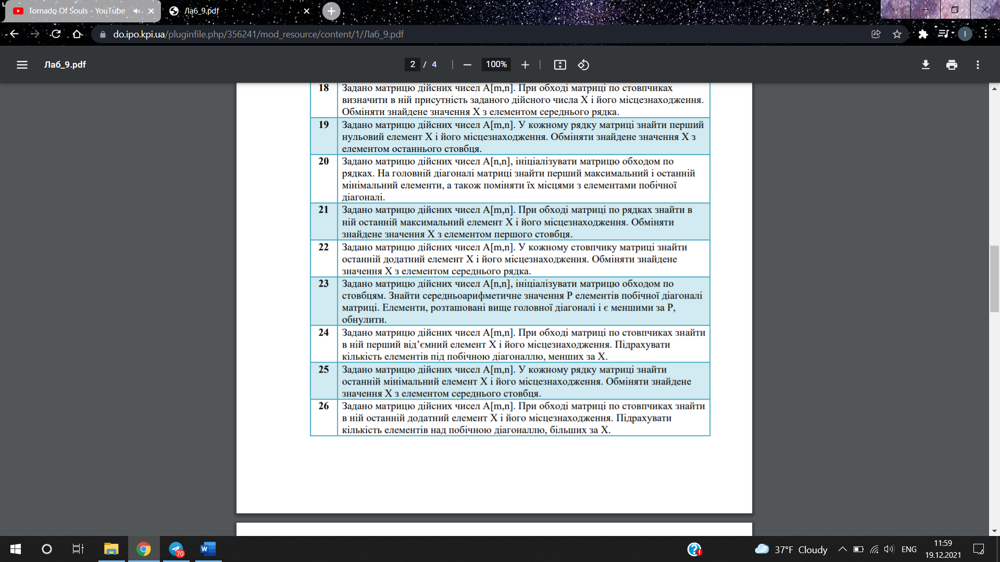 Tornado Of Souls - YouTube
Лаб_9.pdf
do.ipo.kpi.ua/pluginfile.php/356241/mod_resource/content/1/Лаб_9.pdf
I
Лаб_9.pdf
2 / 4
100%
18 Задано матрицю дійсних чисел A[m,n]. При обході матриці по стовпчиках
визначити в ній присутність заданого дійсного числа X і його місцезнаходження.
Обміняти знайдене значення X з елементом середнього рядка.
19 Задано матрицю дійсних чисел A[m,n]. У кожному рядку матриці знайти перший
нульовий елемент X і його місцезнаходження. Обміняти знайдене значення X з
елементом останнього стовбця.
20 Задано матрицю дійсних чисел A[n,n], ініціалізувати матрицю обходом по
рядках. На головній діагоналі матриці знайти перший максимальний і останній
мінімальний елементи, а також поміняти їх місцями з елементами побічної
діагоналі.
21 Задано матрицю дійсних чисел A[m,n]. При обході матриці по рядках знайти в
ній останній максимальний елемент X і його місцезнаходження. Обміняти
знайдене значення X з елементом першого стовбця.
22 Задано матрицю дійсних чисел A[m,n]. У кожному стовпчику матриці знайти
останній додатний елемент X і його місцезнаходження. Обміняти знайдене
значення X з елементом середнього рядка.
23 Задано матрицю дійсних чисел A[n,n], ініціалізувати матрицю обходом по
стовбцям. Знайти середньоарифметичне значення P елементів побічної діагоналі
матриці. Елементи, розташовані вище головної діагоналі і є меншими за P,
обнулити.
24 Задано матрицю дійсних чисел A[m,n]. При обході матриці по стовпчиках знайти
в ній перший від’ємний елемент X і його місцезнаходження. Підрахувати
кількість елементів під побічною діагоналлю, менших за X.
25 Задано матрицю дійсних чисел A[m,n]. У кожному рядку матриці знайти
останній мінімальний елемент X і його місцезнаходження. Обміняти знайдене
значення X з елементом середнього стовбця.
26 Задано матрицю дійсних чисел A[m,n]. При обході матриці по стовпчиках знайти
в ній останній додатний елемент X і його місцезнаходження. Підрахувати
кількість елементів над побічною діагоналлю, більших за X.
70
W
37°F Cloudy
ENG
11:59
19.12.2021